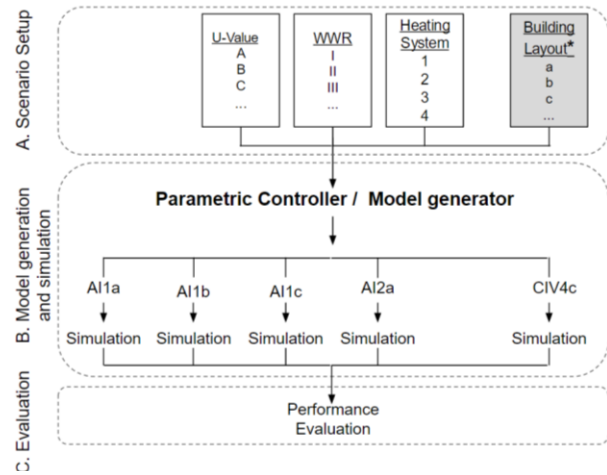 A. Scenario Setup
U-Value
A
B
C
...
WWR
I
II
III
...
Heating
System
1
2
3
4
Building
Layout*
a
b
c
...
B. Model generation
and simulation
Parametric Controller / Model generator
AI1a
AI1b
AI1c
AI2a
CIV4c
Simulation
Simulation
Simulation
Simulation
Simulation
C. Evaluation
Performance
Evaluation